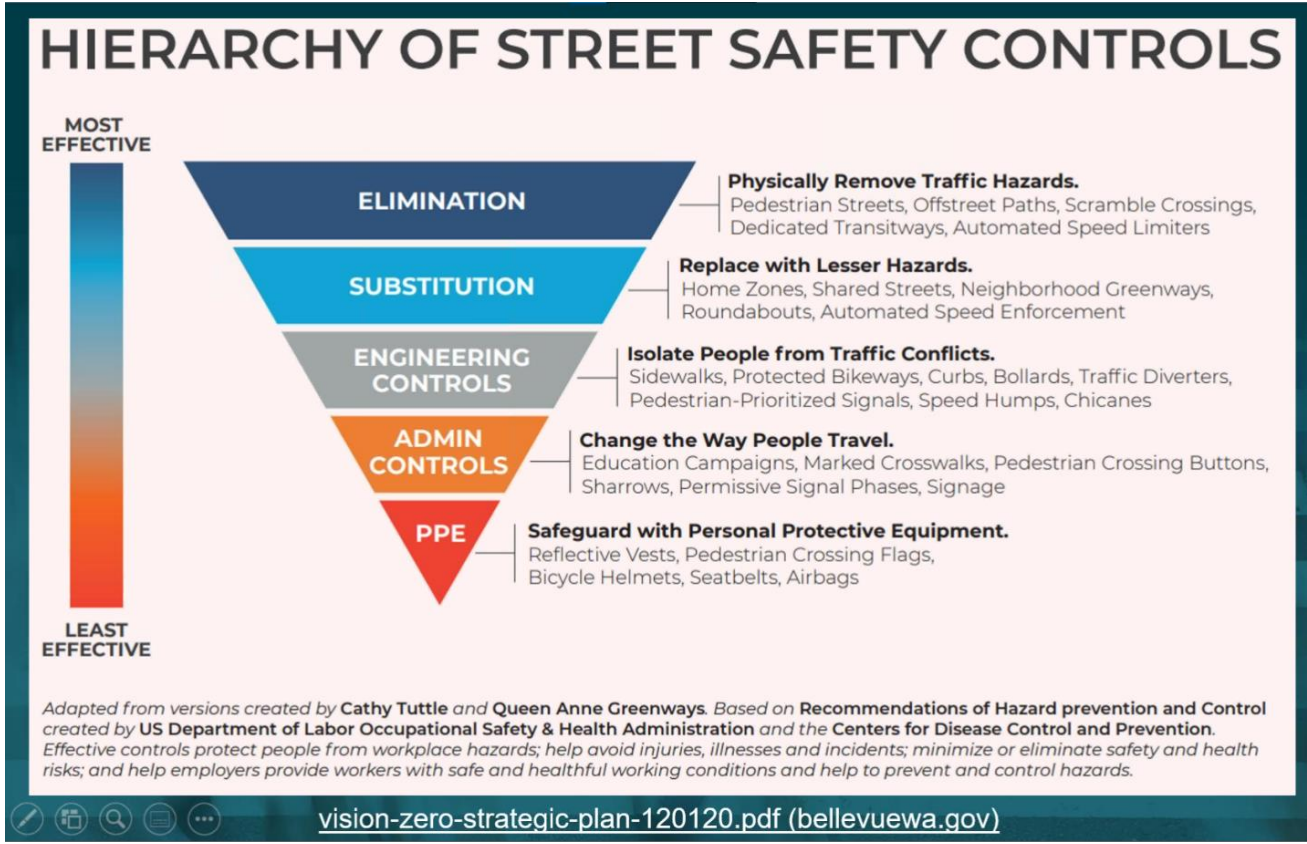 HIERARCHY OF STREET SAFETY CONTROLS
MOST
EFFECTIVE
ELIMINATION
Physically Remove Traffic Hazards.
Pedestrian Streets, Offstreet Paths, Scramble Crossings,
Dedicated Transitways, Automated Speed Limiters
SUBSTITUTION
Replace with Lesser Hazards.
Home Zones, Shared Streets, Neighborhood Greenways,
Roundabouts, Automated Speed Enforcement
ENGINEERING
CONTROLS
Isolate People from Traffic Conflicts.
Sidewalks, Protected Bikeways, Curbs, Bollards, Traffic Diverters,
Pedestrian-Prioritized Signals, Speed Humps, Chicanes
ADMIN
CONTROLS
Change the Way People Travel.
Education Campaigns, Marked Crosswalks, Pedestrian Crossing Buttons,
Sharrows, Permissive Signal Phases, Signage
PPE
Safeguard with Personal Protective Equipment.
Reflective Vests, Pedestrian Crossing Flags,
Bicycle Helmets, Seatbelts, Airbags
LEAST
EFFECTIVE
Adapted from versions created by Cathy Tuttle and Queen Anne Greenways. Based on Recommendations of Hazard prevention and Control
created by US Department of Labor Occupational Safety & Health Administration and the Centers for Disease Control and Prevention.
Effective controls protect people from workplace hazards; help avoid injuries, illnesses and incidents; minimize or eliminate safety and health
risks; and help employers provide workers with safe and healthful working conditions and help to prevent and control hazards.
vision-zero-strategic-plan-120120.pdf (bellevuewa.gov)